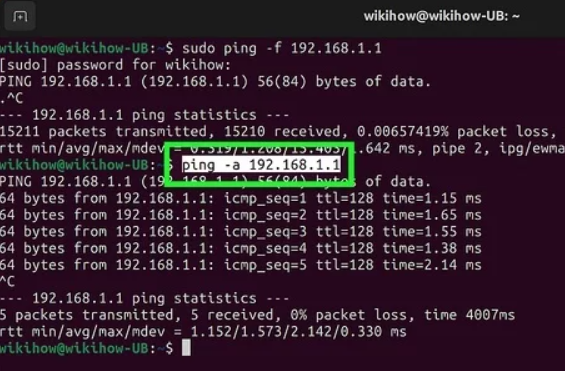 wikihow@wikihow-UB: ~
wikihow@wikihow-UB:~$ sudo ping -f 192.168.1.1
[sudo] password for wikihow:
PING 192.168.1.1 (192.168.1.1) 56(84) bytes of data.
.^C
--- 192.168.1.1 ping statistics ---
15211 packets transmitted, 15210 received, 0.00657419% packet loss,
rtt min/avg/max/mdev = 0.319/1.208/13.403/1.642 ms, pipe 2, ipg/ewma
wikihow@wikihow-UB:~$ ping -a 192.168.1.1
PING 192.168.1.1 (192.168.1.1) 56(84) bytes of data.
64 bytes from 192.168.1.1: icmp_seq=1 ttl=128 time=1.15 ms
64 bytes from 192.168.1.1: icmp_seq=2 ttl=128 time=1.65 ms
64 bytes from 192.168.1.1: icmp_seq=3 ttl=128 time=1.55 ms
64 bytes from 192.168.1.1: icmp_seq=4 ttl=128 time=1.38 ms
64 bytes from 192.168.1.1: icmp_seq=5 ttl=128 time=2.14 ms
^C
--- 192.168.1.1 ping statistics ---
5 packets transmitted, 5 received, 0% packet loss, time 4007ms
rtt min/avg/max/mdev = 1.152/1.573/2.142/0.330 ms
wikihow@wikihow-UB:~$